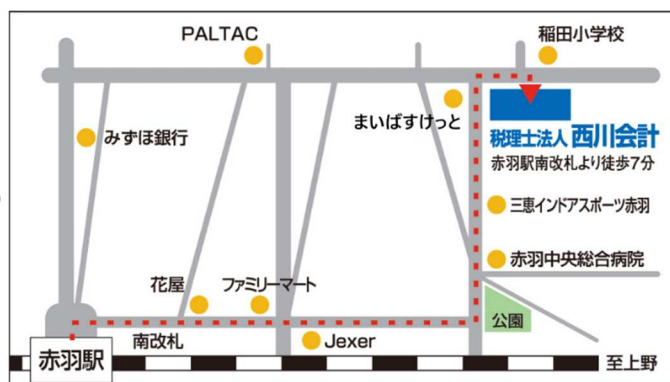 PALTAC
稲田小学校
まいばすけっと
みずほ銀行
税理士法人 西川会計
赤羽駅南改札より徒歩7分
三恵インドアスポーツ赤羽
赤羽中央総合病院
花屋
ファミリーマート
公園
南改札
Jexer
赤羽駅
至上野